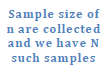 Sample size of
n are collected
and we have N
such samples